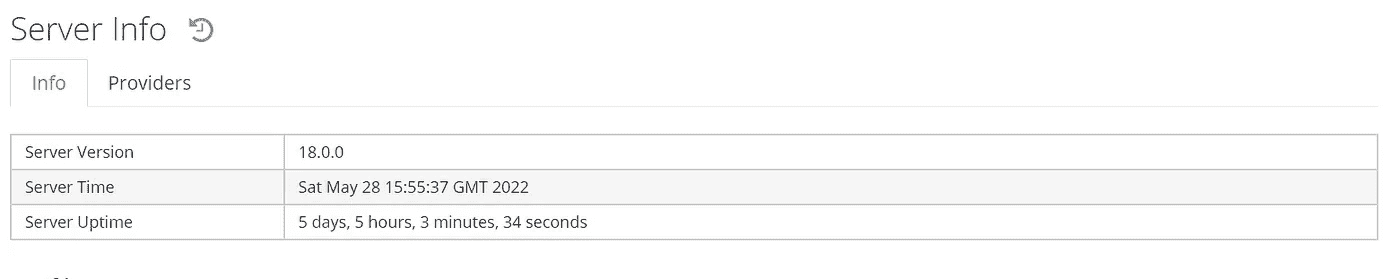 Server Info
Info Providers
Server Version 18.0.0
Server Time Sat May 28 15:55:37 GMT 2022
Server Uptime 5 days, 5 hours, 3 minutes, 34 seconds